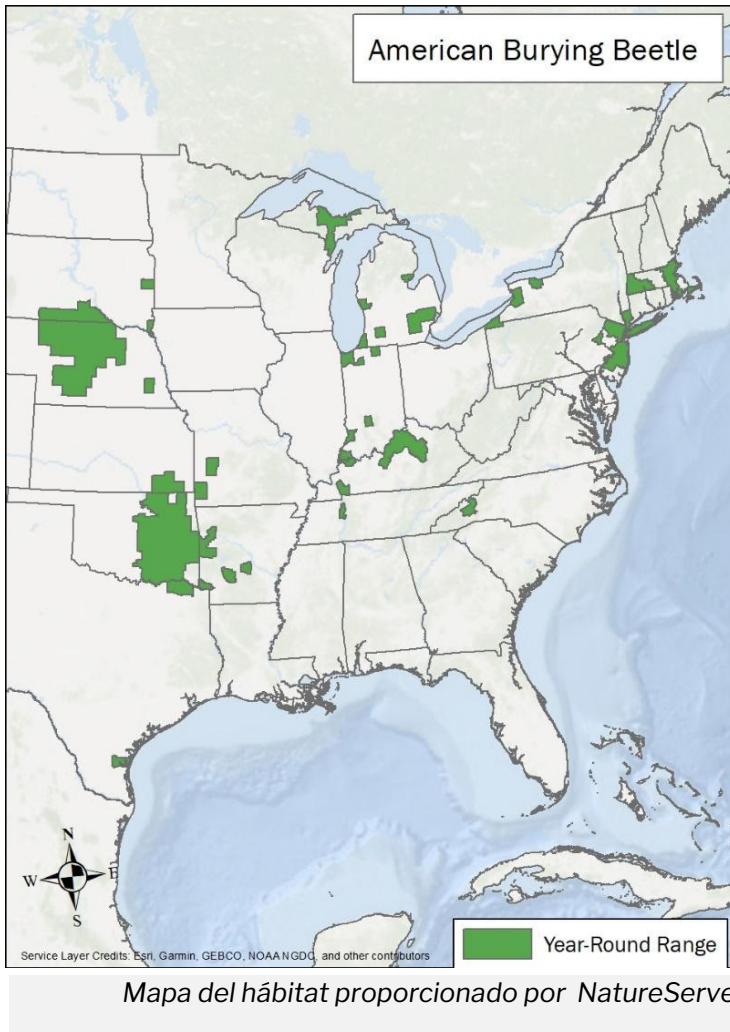 American Burying Beetle
N
W E
S
Service Layer Credits: Esri, Garmin, GEBCO, NOAA NGDC, and other contributors
Year-Round Range
Mapa del hábitat proporcionado por NatureServe